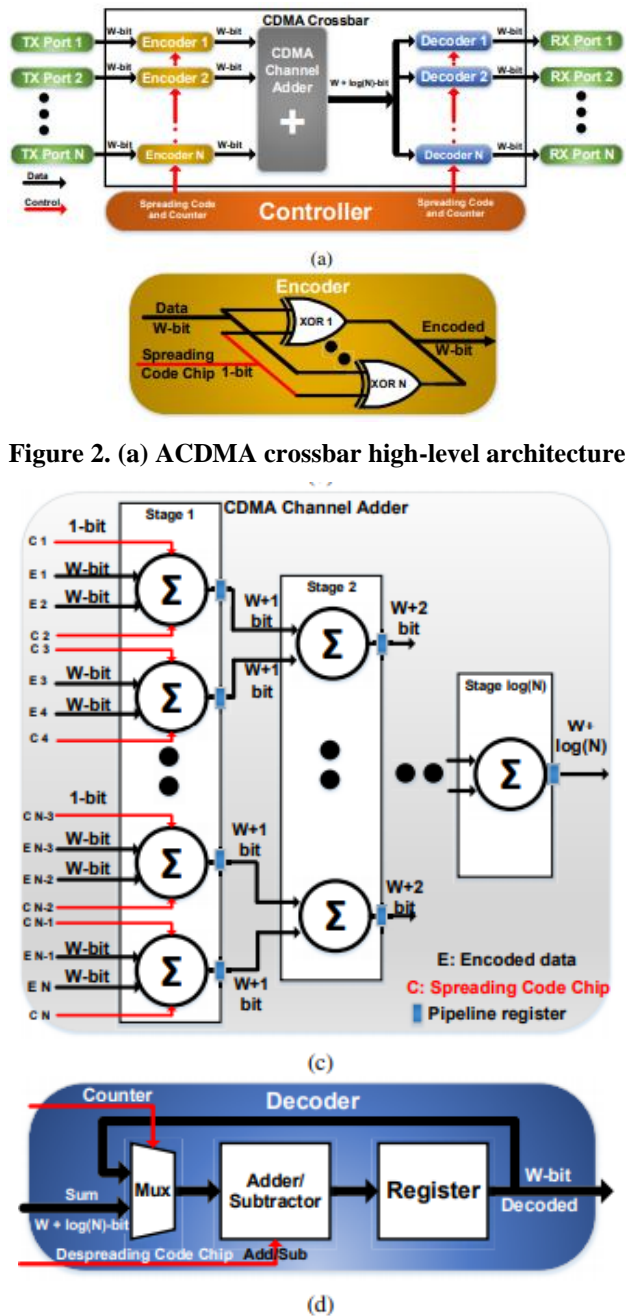 CDMA Crossbar
TX Port 1
W-bit
Encoder 1
W-bit
CDMA
Channel
Adder
+
W + log(N)-bit
Decoder 1
W-bit
RX Port 1
TX Port 2
W-bit
Encoder 2
W-bit
Decoder 2
W-bit
RX Port 2
TX Port N
W-bit
Encoder N
W-bit
Decoder N
W-bit
RX Port N
Data
Control
Spreading Code
and Counter
Controller
Spreading Code
and Counter
(a)
Encoder
Data
W-bit
XOR 1
Encoded
W-bit
Spreading
Code Chip
1-bit
XOR N
Figure 2. (a) ACDMA crossbar high-level architecture
CDMA Channel Adder
Stage 1
1-bit
C 1
E 1
W-bit
E 2
W-bit
C 2
Σ
W+1
bit
C 3
E 3
W-bit
E 4
W-bit
C 4
Σ
W+1
bit
Stage 2
Σ
W+2
bit
Stage log(N)
Σ
W+
log(N)
1-bit
C N-3
E N-3
W-bit
E N-2
W-bit
C N-2
Σ
W+1
bit
C N-1
E N-1
W-bit
E N
W-bit
C N
Σ
W+1
bit
Σ
W+2
bit
E: Encoded data
C: Spreading Code Chip
Pipeline register
(c)
Counter
Decoder
Mux
Sum
W + log(N)-bit
Adder/
Subtractor
Register
W-bit
Decoded
Despreading Code Chip
Add/Sub
(d)